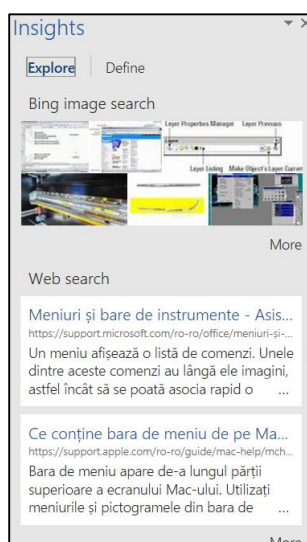 Insights
Explore
Define
Bing image search
Layer Properties Manager Layer Previous
Layer Listing Make Object's Layer Current
More
Web search
Meniuri și bare de instrumente - Asis...
https://support.microsoft.com/ro-ro/office/meniuri-și-...
Un meniu afișează o listă de comenzi. Unele
dintre aceste comenzi au lângă ele imagini,
astfel încât să se poată asocia rapid o ...
Ce conține bara de meniu de pe Ma...
https://support.apple.com/ro-ro/guide/mac-help/mch...
Bara de meniu apare de-a lungul părții
superioare a ecranului Mac-ului. Utilizați
meniurile și pictogramele din bara de ...
More